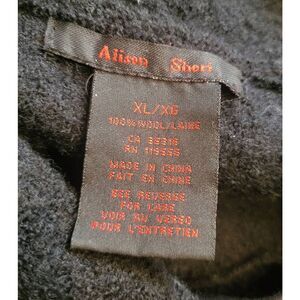 Alison Sheri
XL/XG
100% WOOL/LAINE
CA 35316
RN 119555
MADE IN CHINA
FAIT EN CHINE
SEE REVERSE
FOR CARE
VOIR AU VERSO
POUR L'ENTRETIEN